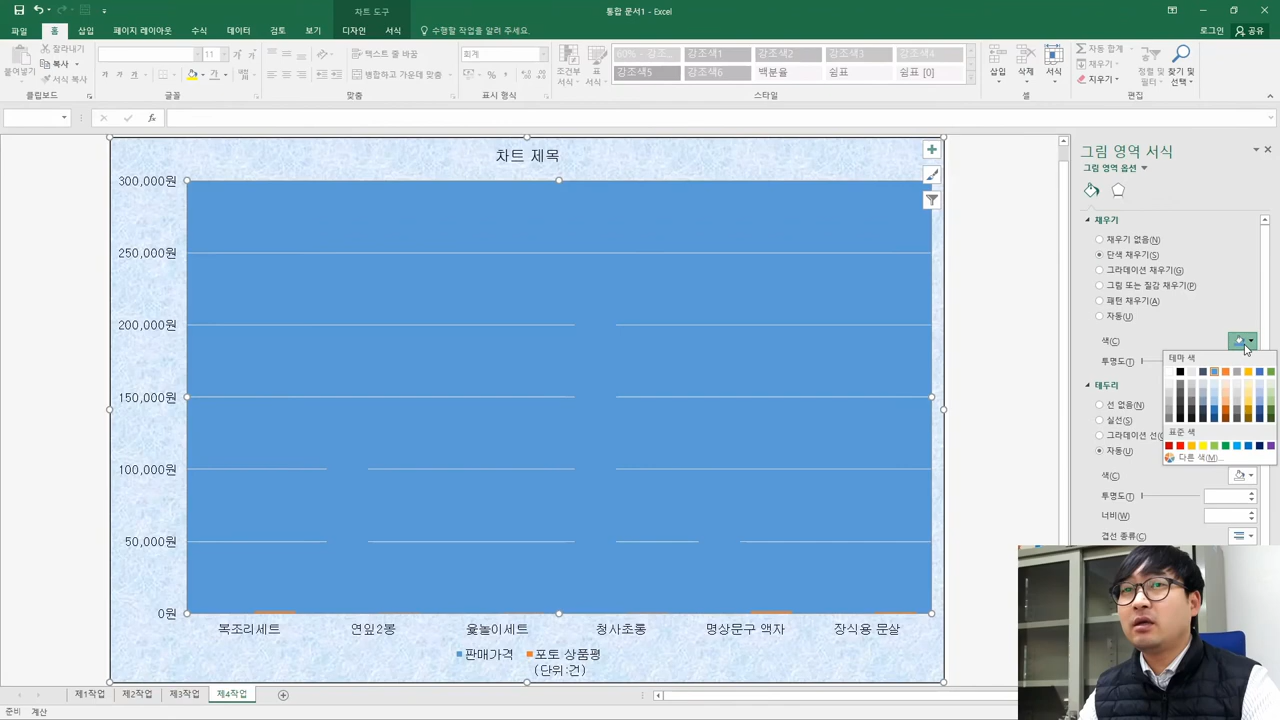 차트 도구
통합 문서1 - Excel
파일 홈 삽입 페이지 레이아웃 수식 데이터 검토 보기 디자인 서식 수행할 작업을 알려 주세요.
로그인 공유
붙여넣기
잘라내기
복사
서식 복사
클립보드
11
가 가 가
글꼴
텍스트 줄 바꿈
병합하고 가운데 맞춤
맞춤
회계
표시 형식
조건부 서식
표 서식
60% - 강조... 강조색1 강조색2 강조색3 강조색4
강조색5 강조색6 백분율 쉼표 쉼표 [0]
스타일
삽입 삭제 서식
셀
자동 합계
채우기
지우기
정렬 및 필터
찾기 및 선택
편집
차트 제목
300,000원
250,000원
200,000원
150,000원
100,000원
50,000원
0원
복조리세트 연잎2롱 윷놀이세트 청사초롱 명상문구 액자 장식용 문살
판매가격 포토 상품평
(단위:건)
그림 영역 서식
그림 영역 옵션
채우기
채우기 없음(N)
단색 채우기(S)
그라데이션 채우기(G)
그림 또는 질감 채우기(P)
패턴 채우기(A)
자동(U)
색(C)
투명도(T)
테마 색
표준 색
다른 색(M)...
테두리
선 없음(N)
실선(S)
그라데이션 선(G
자동(U)
색(C)
투명도(T)
너비(W)
겹선 종류(C)
제1작업 제2작업 제3작업 제4작업
준비 계산